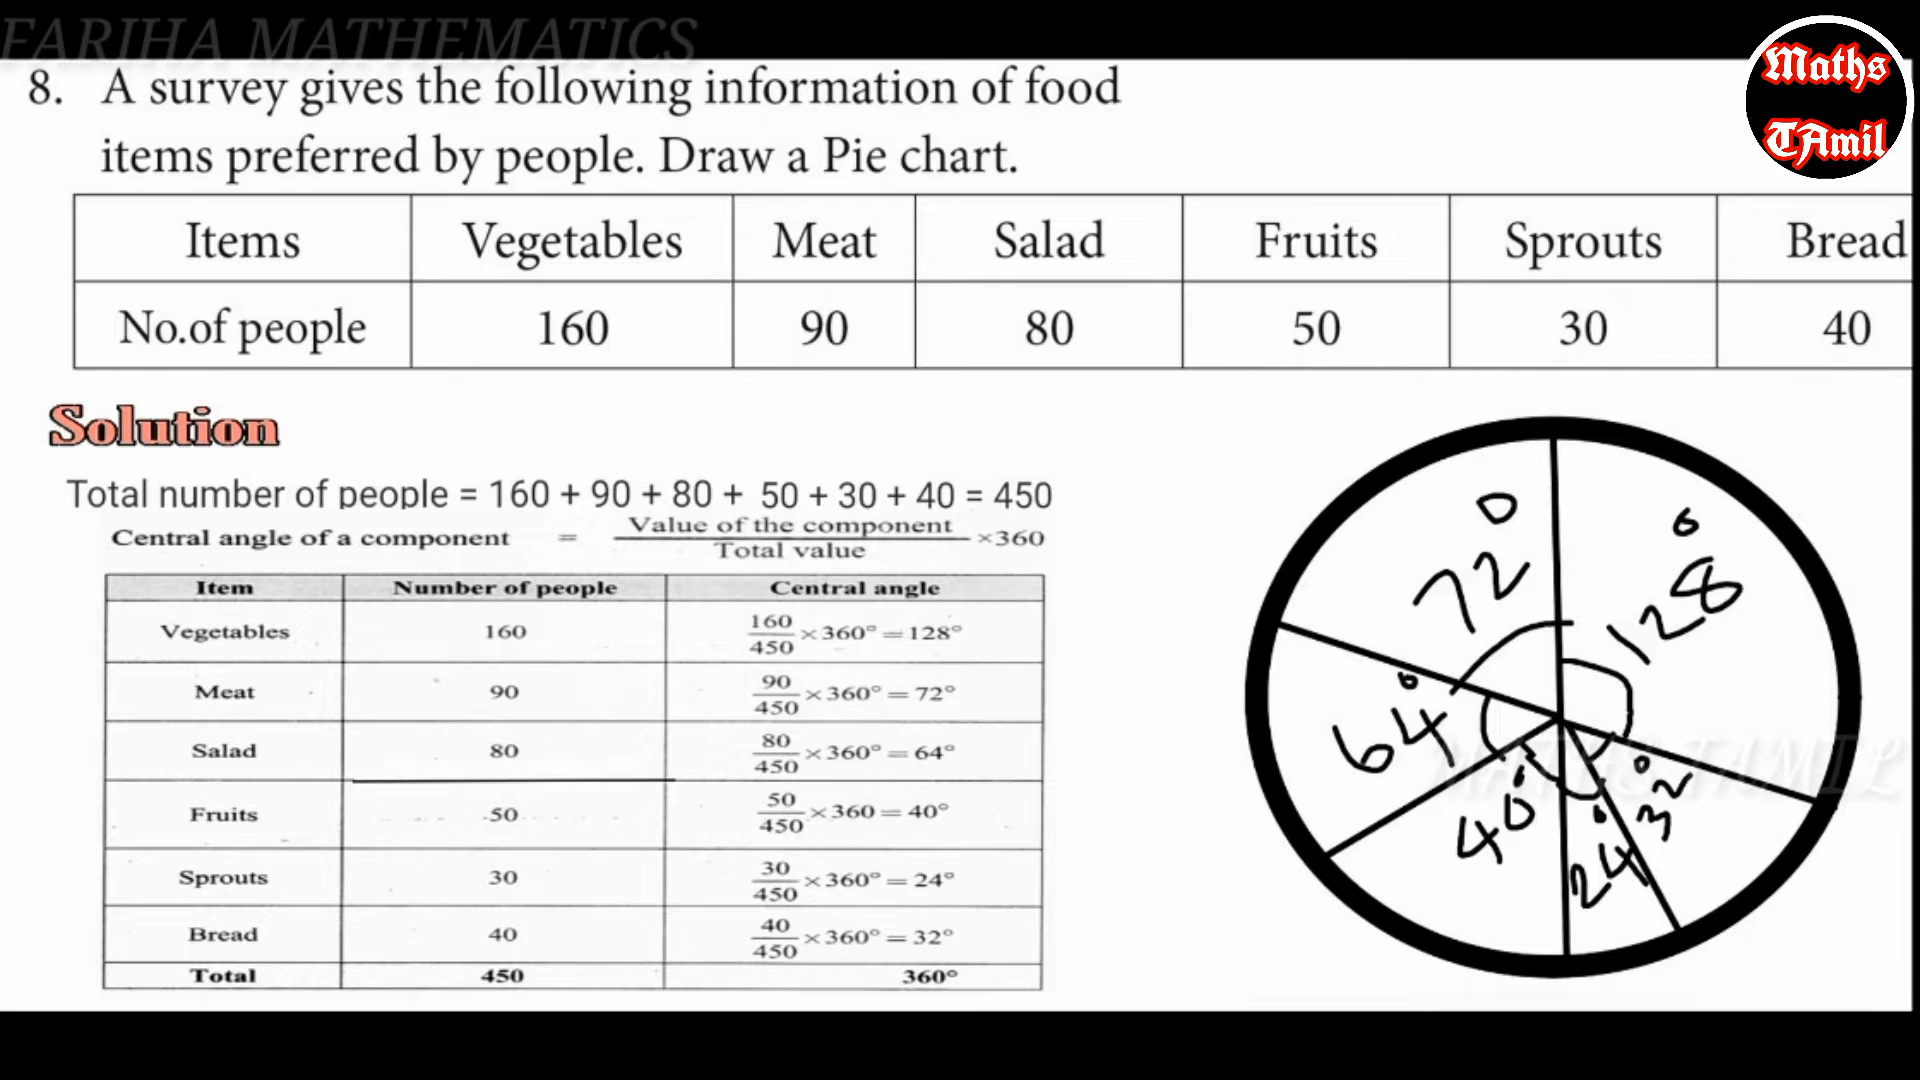 FARIHA MATHEMATICS
Maths
TAmil
8. A survey gives the following information of food
items preferred by people. Draw a Pie chart.
Items Vegetables Meat Salad Fruits Sprouts Bread
No.of people 160 90 80 50 30 40
Solution
Total number of people = 160 + 90 + 80 + 50 + 30 + 40 = 450
Central angle of a component = Value of the component / Total value ×360
Item Number of people Central angle
Vegetables 160 160/450 ×360° = 128°
Meat 90 90/450 ×360° = 72°
Salad 80 80/450 ×360° = 64°
Fruits 50 50/450 ×360 = 40°
Sprouts 30 30/450 ×360° = 24°
Bread 40 40/450 ×360° = 32°
Total 450 360°
72°
128°
64°
40°
24°
32°
MATHS TAMIL